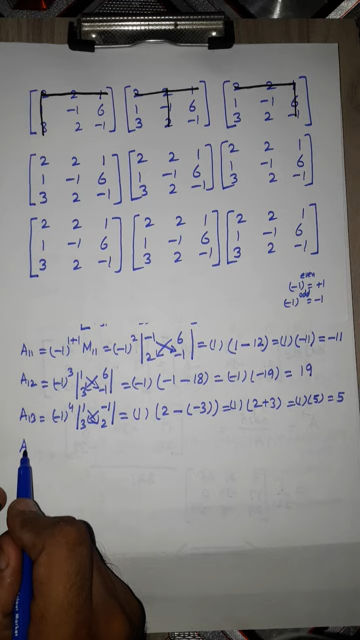 [2 2 1] [2 2 1] [2 2 1]
[-1 6] [1 -1 6] [1 -1 6]
[3 2 -1] [3 2 -1] [3 2 -1]
[2 2 1] [2 2 1] [2 2 1]
[1 -1 6] [1 -1 6] [1 -1 6]
[3 2 -1] [3 2 -1] [3 2 -1]
[2 2 1] [2 2 1] [2 2 1]
[1 -1 6] [1 -1 6] [1 -1 6]
[3 2 -1] [3 2 -1] [3 2 -1]
(-1)^even = +1
(-1)^odd = -1
A11 = (-1)^1+1 M11 = (-1)^2 |-1 6| = (1) (1-12) = (1) (-11) = -11
|2 -1|
A12 = (-1)^3 |1 6| = (-1) (-1-18) = (-1) (-19) = 19
|3 -1|
A13 = (-1)^4 |1 -1| = (1) (2-(-3)) = (1) (2+3) = (1)(5) = 5
|3 2|
A